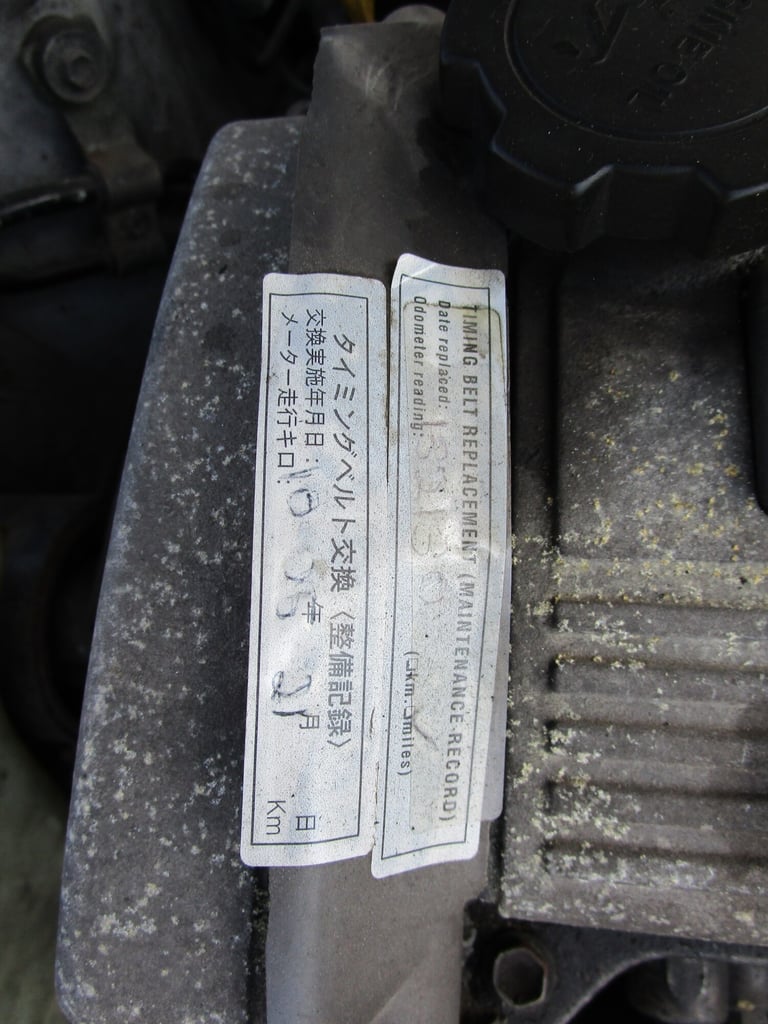 ENGINE OIL
TIMING BELT REPLACEMENT (MAINTENANCE RECORD)
Date replaced:
Odometer reading:
(□km.□miles)
タイミングベルト交換〈整備記録〉
交換実施年月日: 年 月 日
メーター走行キロ Km